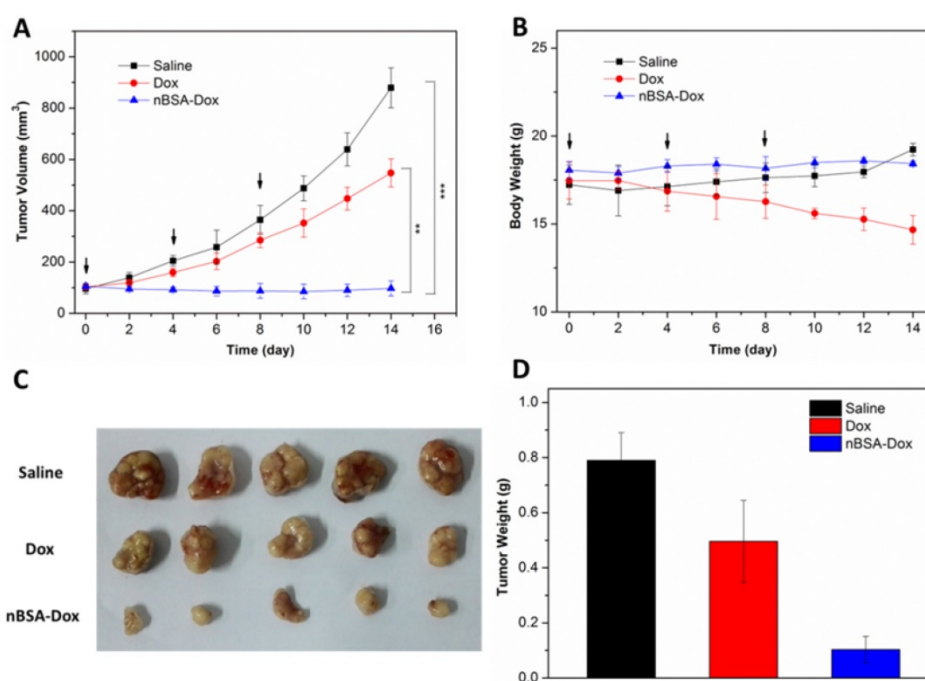 A
Saline
Dox
nBSA-Dox
1000
800
600
400
200
0
Tumor Volume (mm³)
**
***
0 2 4 6 8 10 12 14 16
Time (day)
B
Saline
Dox
nBSA-Dox
25
20
15
10
Body Weight (g)
0 2 4 6 8 10 12 14
Time (day)
C
Saline
Dox
nBSA-Dox
D
Saline
Dox
nBSA-Dox
1.0
0.8
0.6
0.4
0.2
0.0
Tumor Weight (g)